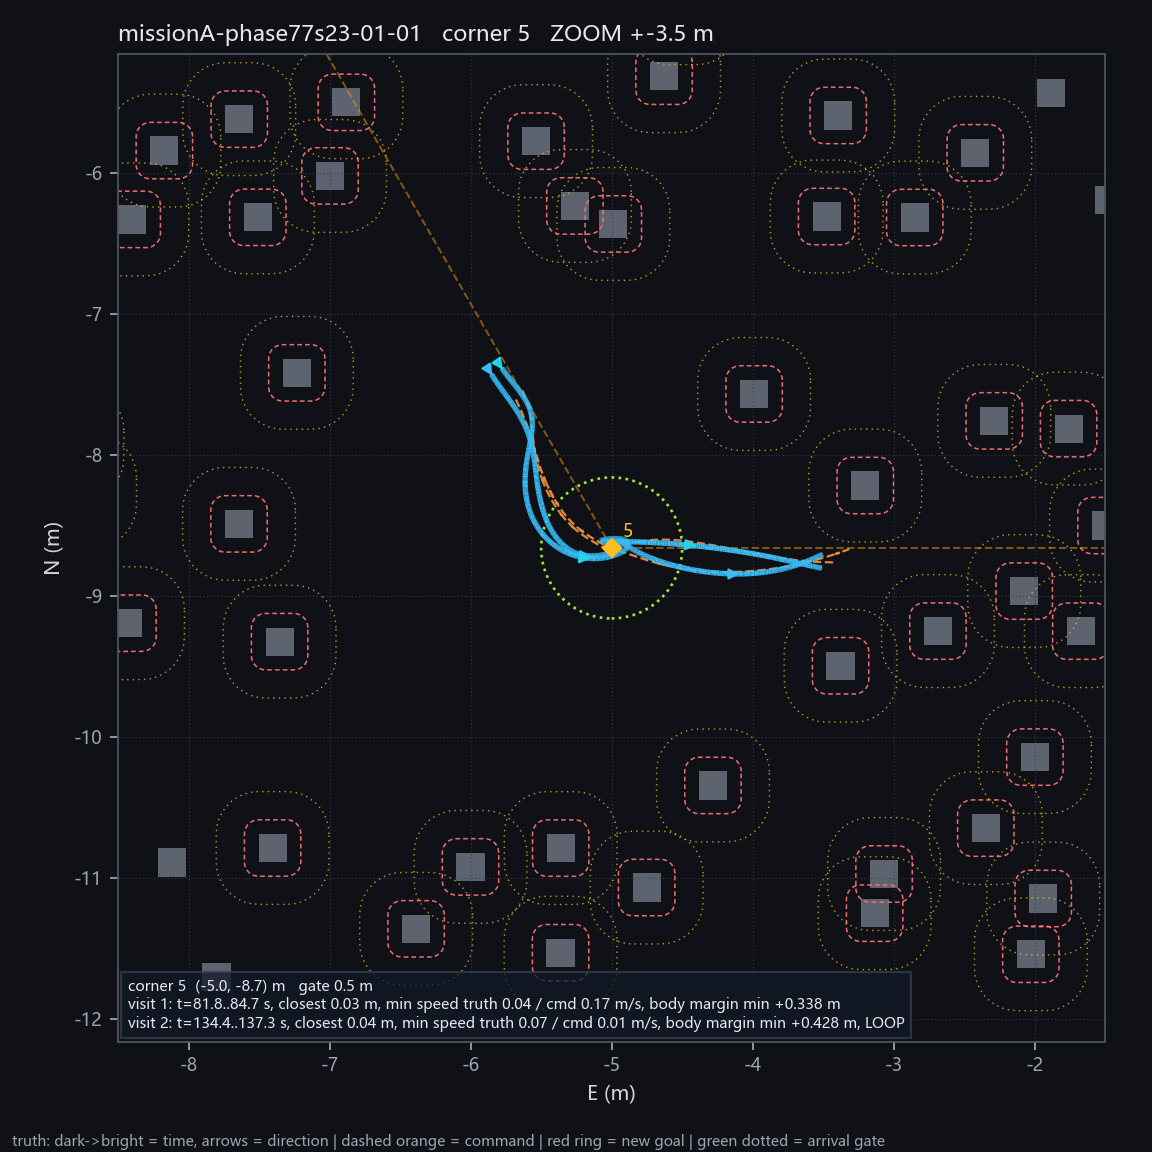 missionA-phase77s23-01-01   corner 5   ZOOM +-3.5 m
-6
-7
-8
-9
-10
-11
-12
N (m)
5
corner 5  (-5.0, -8.7) m   gate 0.5 m
visit 1: t=81.8..84.7 s, closest 0.03 m, min speed truth 0.04 / cmd 0.17 m/s, body margin min +0.338 m
visit 2: t=134.4..137.3 s, closest 0.04 m, min speed truth 0.07 / cmd 0.01 m/s, body margin min +0.428 m, LOOP
-8 -7 -6 -5 -4 -3 -2
E (m)
truth: dark->bright = time, arrows = direction | dashed orange = command | red ring = new goal | green dotted = arrival gate